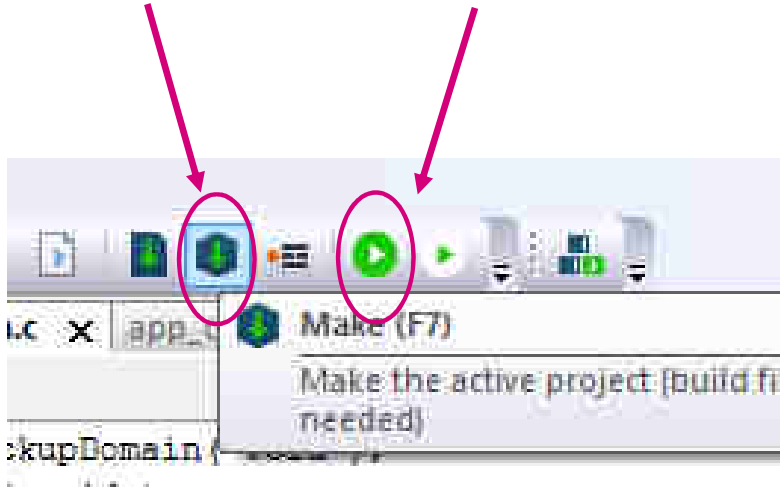 .c x app_
Make (F7)
Make the active project (build fi
needed)
ckupDomain(